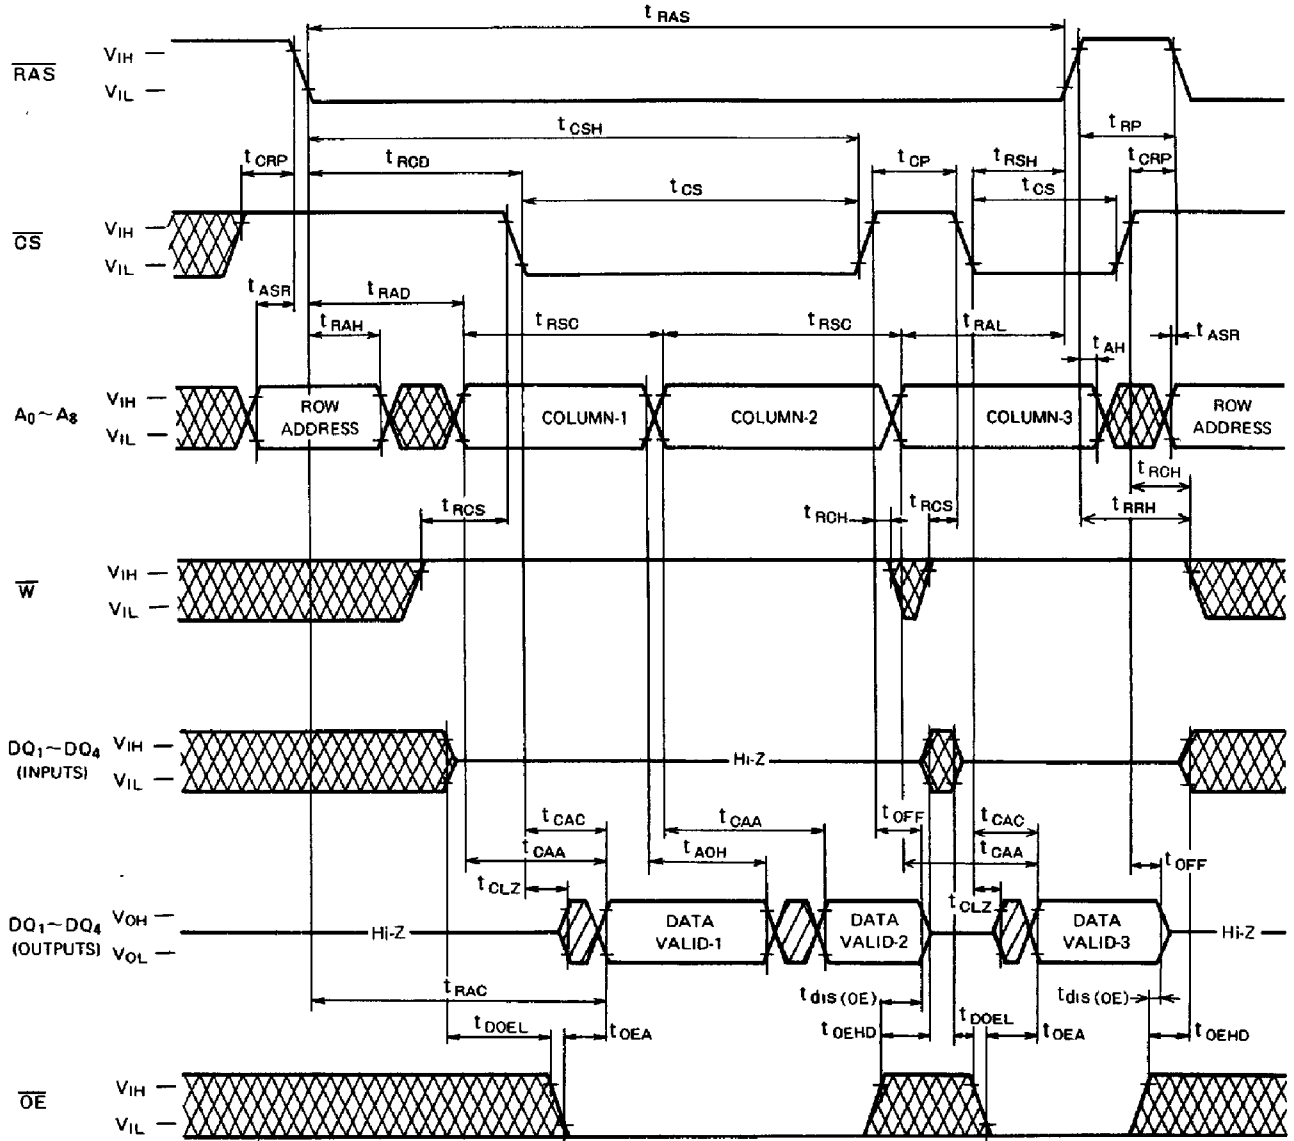 t RAS
RAS
VIH
VIL
t CSH
t RP
t CRP
t RCD
t CP
t RSH
t CRP
t CS
t CS
CS
VIH
VIL
t ASR
t RAD
t RAH
t RSC
t RSC
t RAL
t AH
t ASR
A0~A8
VIH
VIL
ROW
ADDRESS
COLUMN-1
COLUMN-2
COLUMN-3
ROW
ADDRESS
t RCH
t RCS
t RCH
t RCS
t RRH
W
VIH
VIL
DQ1~DQ4
(INPUTS)
VIH
VIL
Hi-Z
t CAC
t CAA
t OFF
t CAC
t CAA
t AOH
t CAA
t OFF
t CLZ
t CLZ
DQ1~DQ4
(OUTPUTS)
VOH
VOL
Hi-Z
DATA
VALID-1
DATA
VALID-2
DATA
VALID-3
Hi-Z
t RAC
t dis (OE)
t dis (OE)
t DOEL
t OEA
t OEHD
t DOEL
t OEA
t OEHD
OE
VIH
VIL